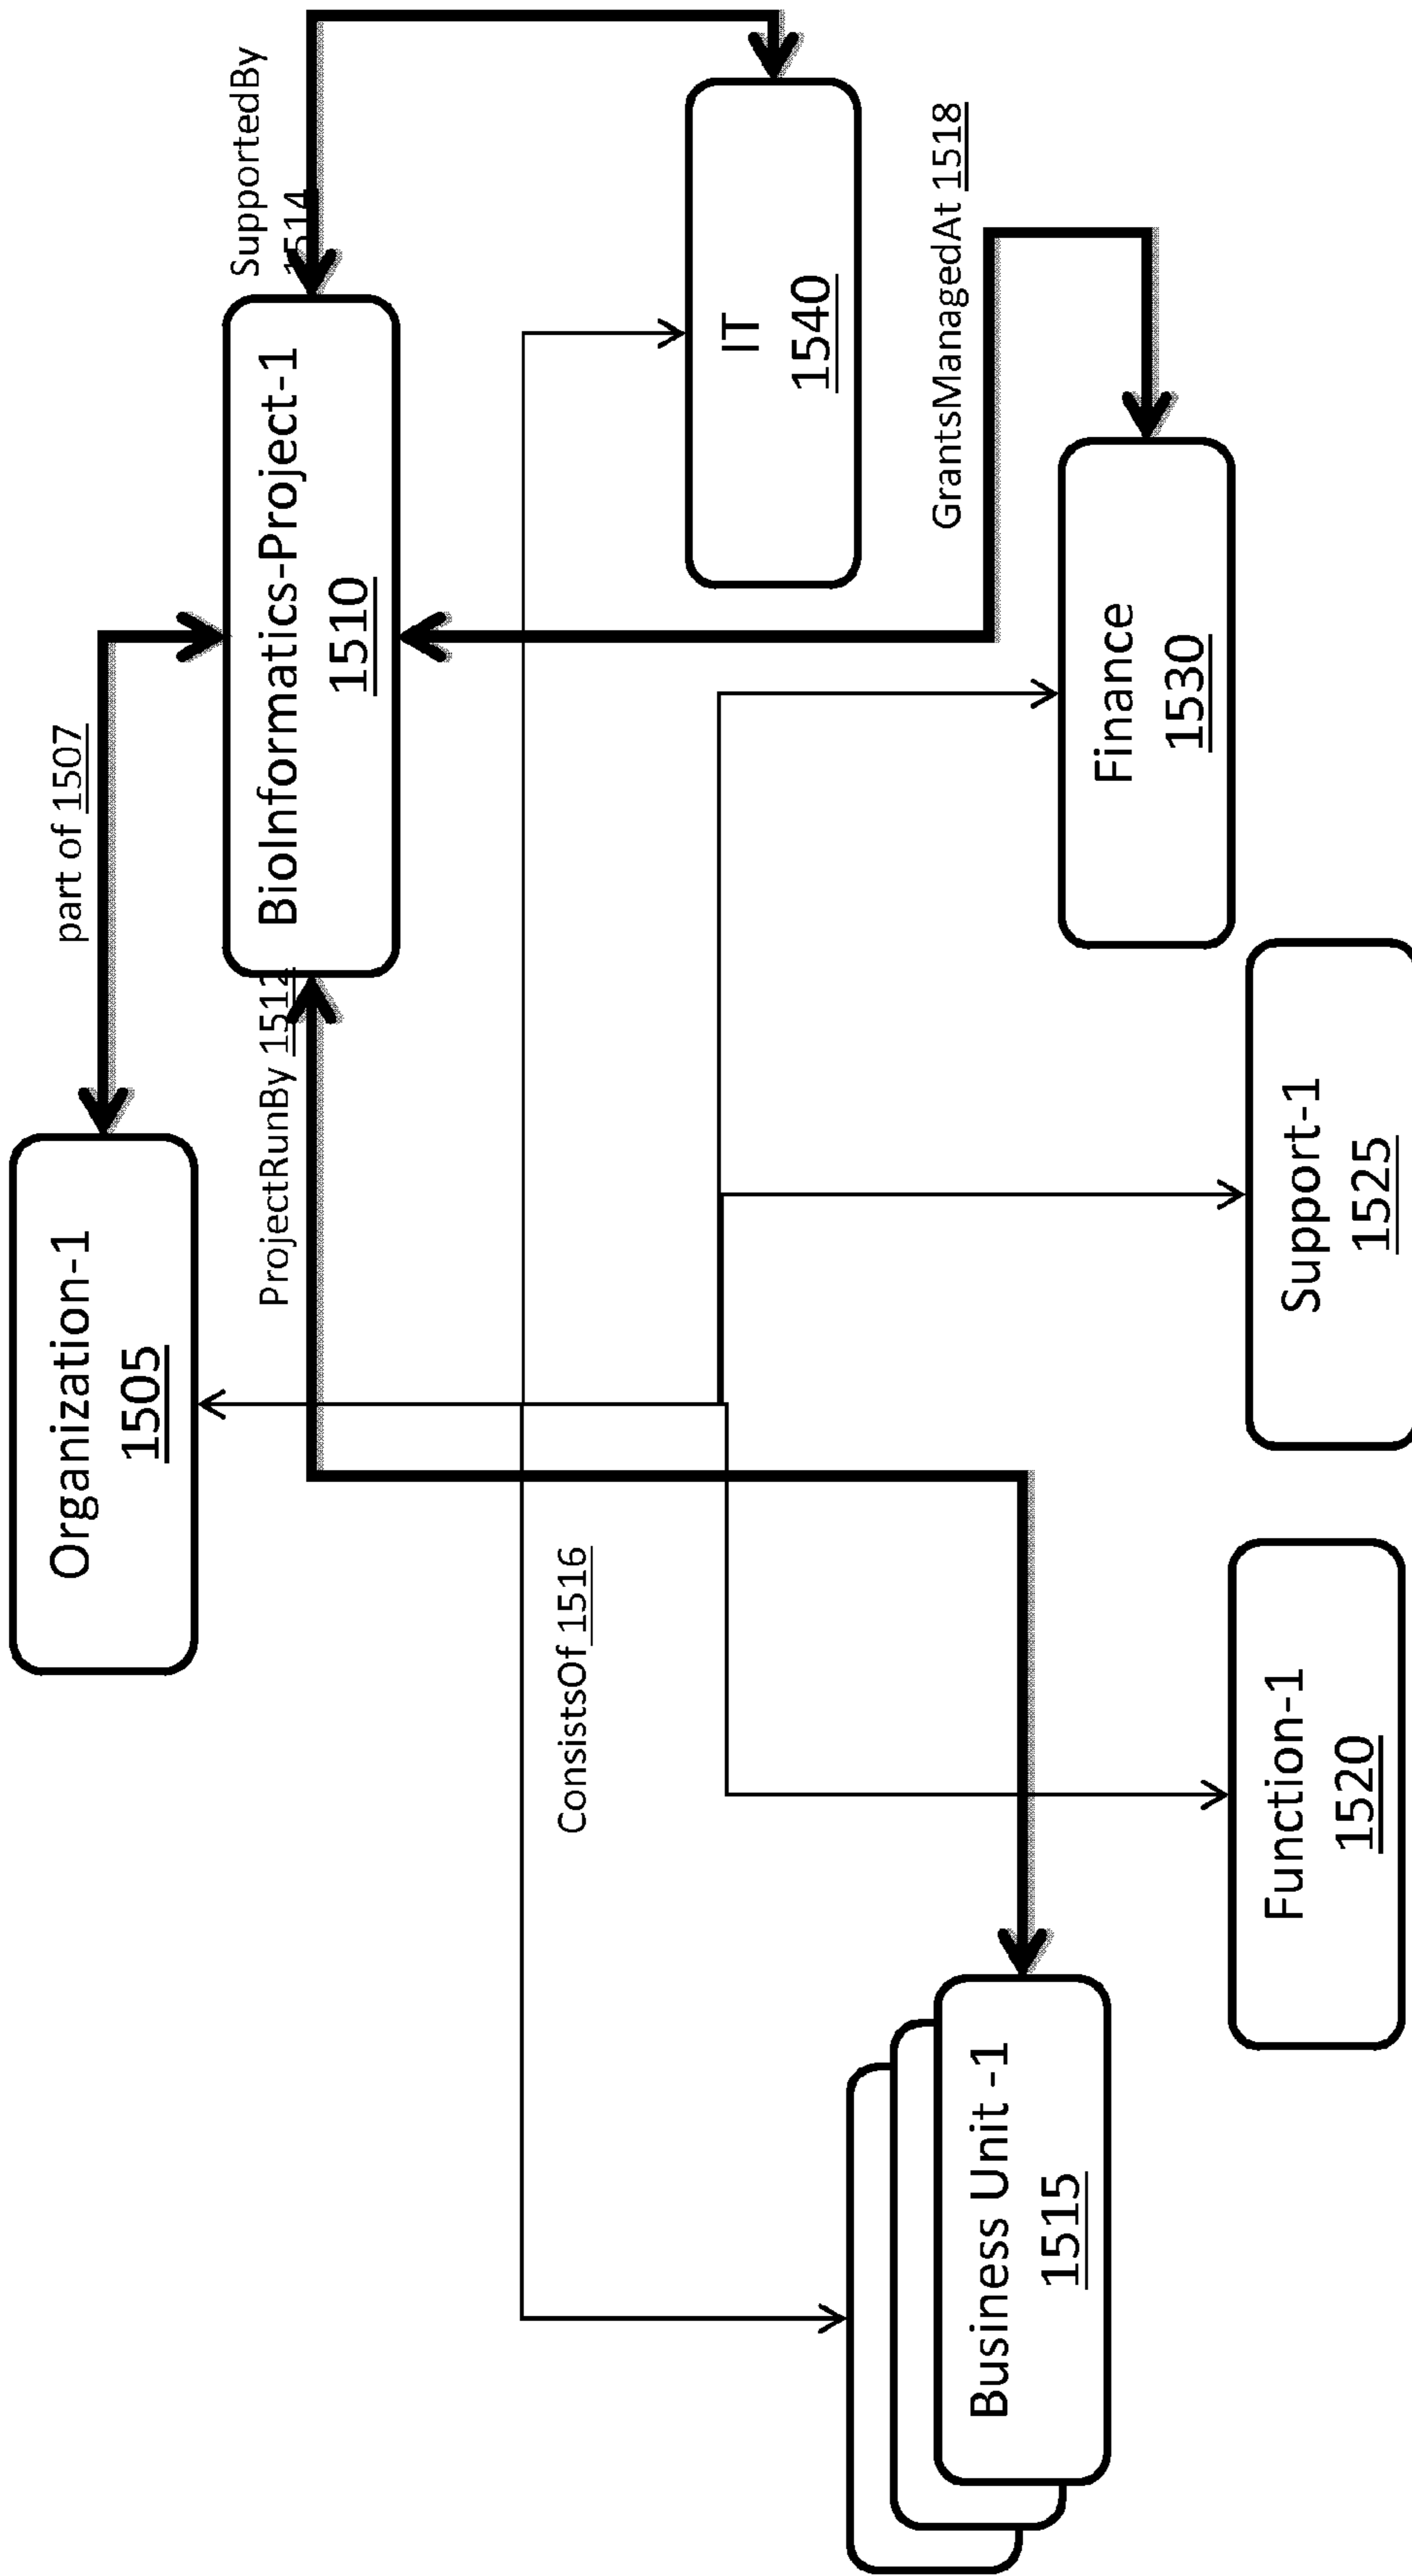 Organization-1
1505
part of 1507
ProjectRunBy 1512
BioInformatics-Project-1
1510
SupportedBy
1514
ConsistsOf 1516
IT
1540
GrantsManagedAt 1518
Business Unit -1
1515
Finance
1530
Function-1
1520
Support-1
1525